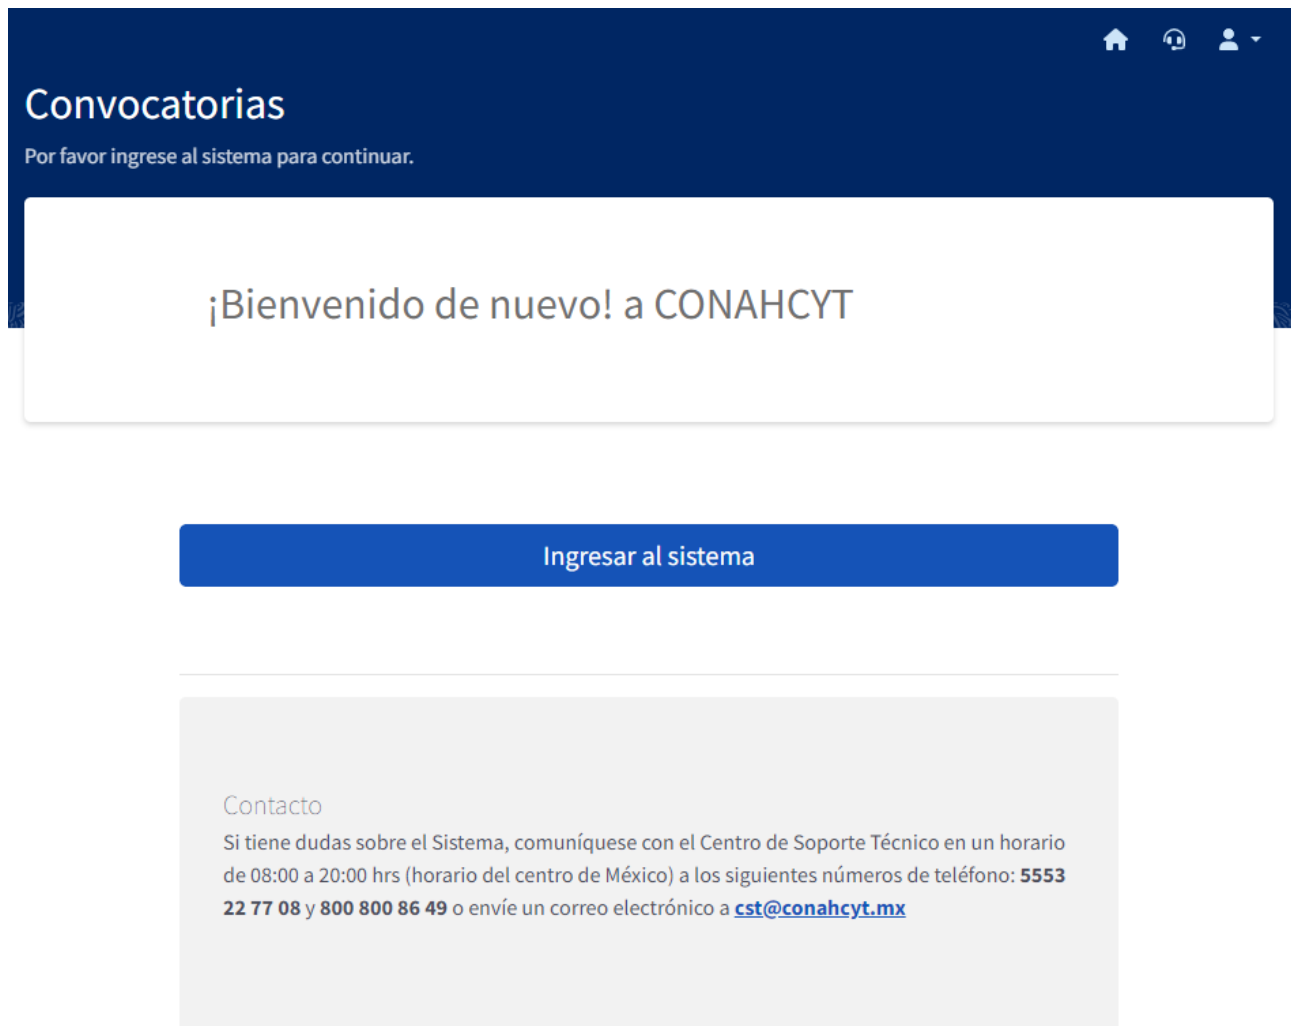 Convocatorias
Por favor ingrese al sistema para continuar.
¡Bienvenido de nuevo! a CONAHCYT
Ingresar al sistema
Contacto
Si tiene dudas sobre el Sistema, comuníquese con el Centro de Soporte Técnico en un horario
de 08:00 a 20:00 hrs (horario del centro de México) a los siguientes números de teléfono: 5553
22 77 08 y 800 800 86 49 o envíe un correo electrónico a cst@conahcyt.mx